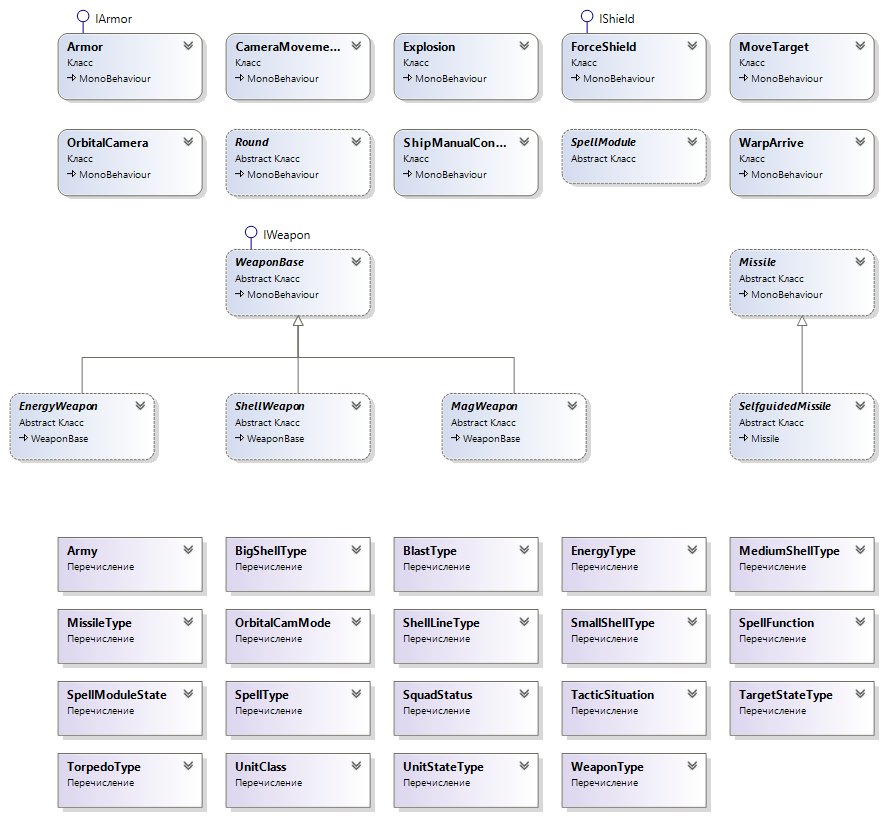 IArmor
IShield
Armor
Класс
MonoBehaviour
CameraMoveme...
Класс
MonoBehaviour
Explosion
Класс
MonoBehaviour
ForceShield
Класс
MonoBehaviour
MoveTarget
Класс
MonoBehaviour
OrbitalCamera
Класс
MonoBehaviour
Round
Abstract Класс
MonoBehaviour
ShipManualCon...
Класс
MonoBehaviour
SpellModule
Abstract Класс
WarpArrive
Класс
MonoBehaviour
IWeapon
WeaponBase
Abstract Класс
MonoBehaviour
Missile
Abstract Класс
MonoBehaviour
EnergyWeapon
Abstract Класс
WeaponBase
ShellWeapon
Abstract Класс
WeaponBase
MagWeapon
Abstract Класс
WeaponBase
SelfguidedMissile
Abstract Класс
Missile
Army
Перечисление
BigShellType
Перечисление
BlastType
Перечисление
EnergyType
Перечисление
MediumShellType
Перечисление
MissileType
Перечисление
OrbitalCamMode
Перечисление
ShellLineType
Перечисление
SmallShellType
Перечисление
SpellFunction
Перечисление
SpellModuleState
Перечисление
SpellType
Перечисление
SquadStatus
Перечисление
TacticSituation
Перечисление
TargetStateType
Перечисление
TorpedoType
Перечисление
UnitClass
Перечисление
UnitStateType
Перечисление
WeaponType
Перечисление